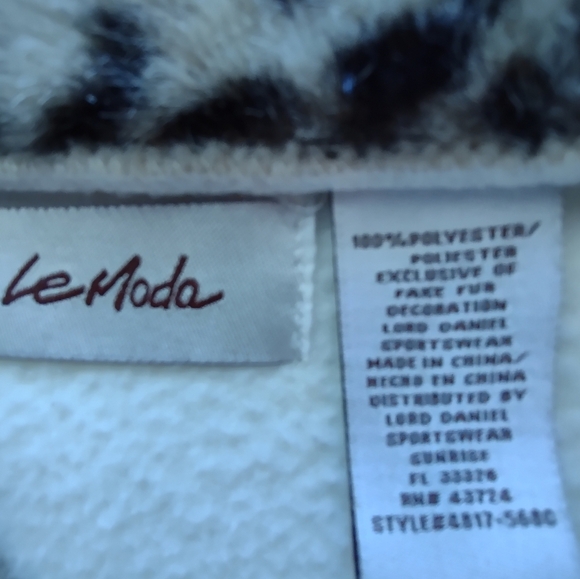 Le Moda
100% POLYESTER/
POLIESTER
EXCLUSIVE OF
FAKE FUR
DECORATION
LORD DANIEL
SPORTSWEAR
MADE IN CHINA/
HECHO EN CHINA
DISTRIBUTED BY
LORD DANIEL
SPORTSWEAR
SUNRISE
FL 33326
RN# 43724
STYLE#4817-5680